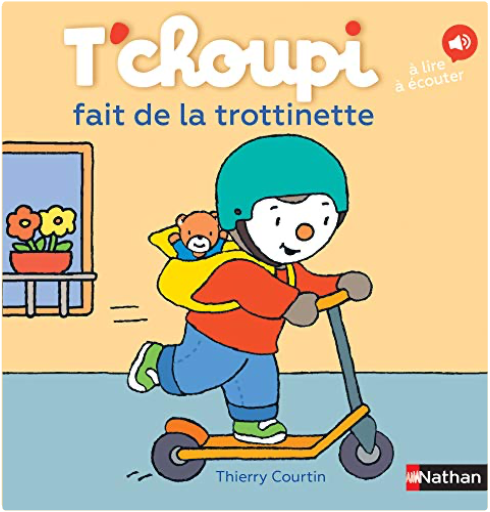 T'choupi
à lire
à écouter
fait de la trottinette
Thierry Courtin
Nathan